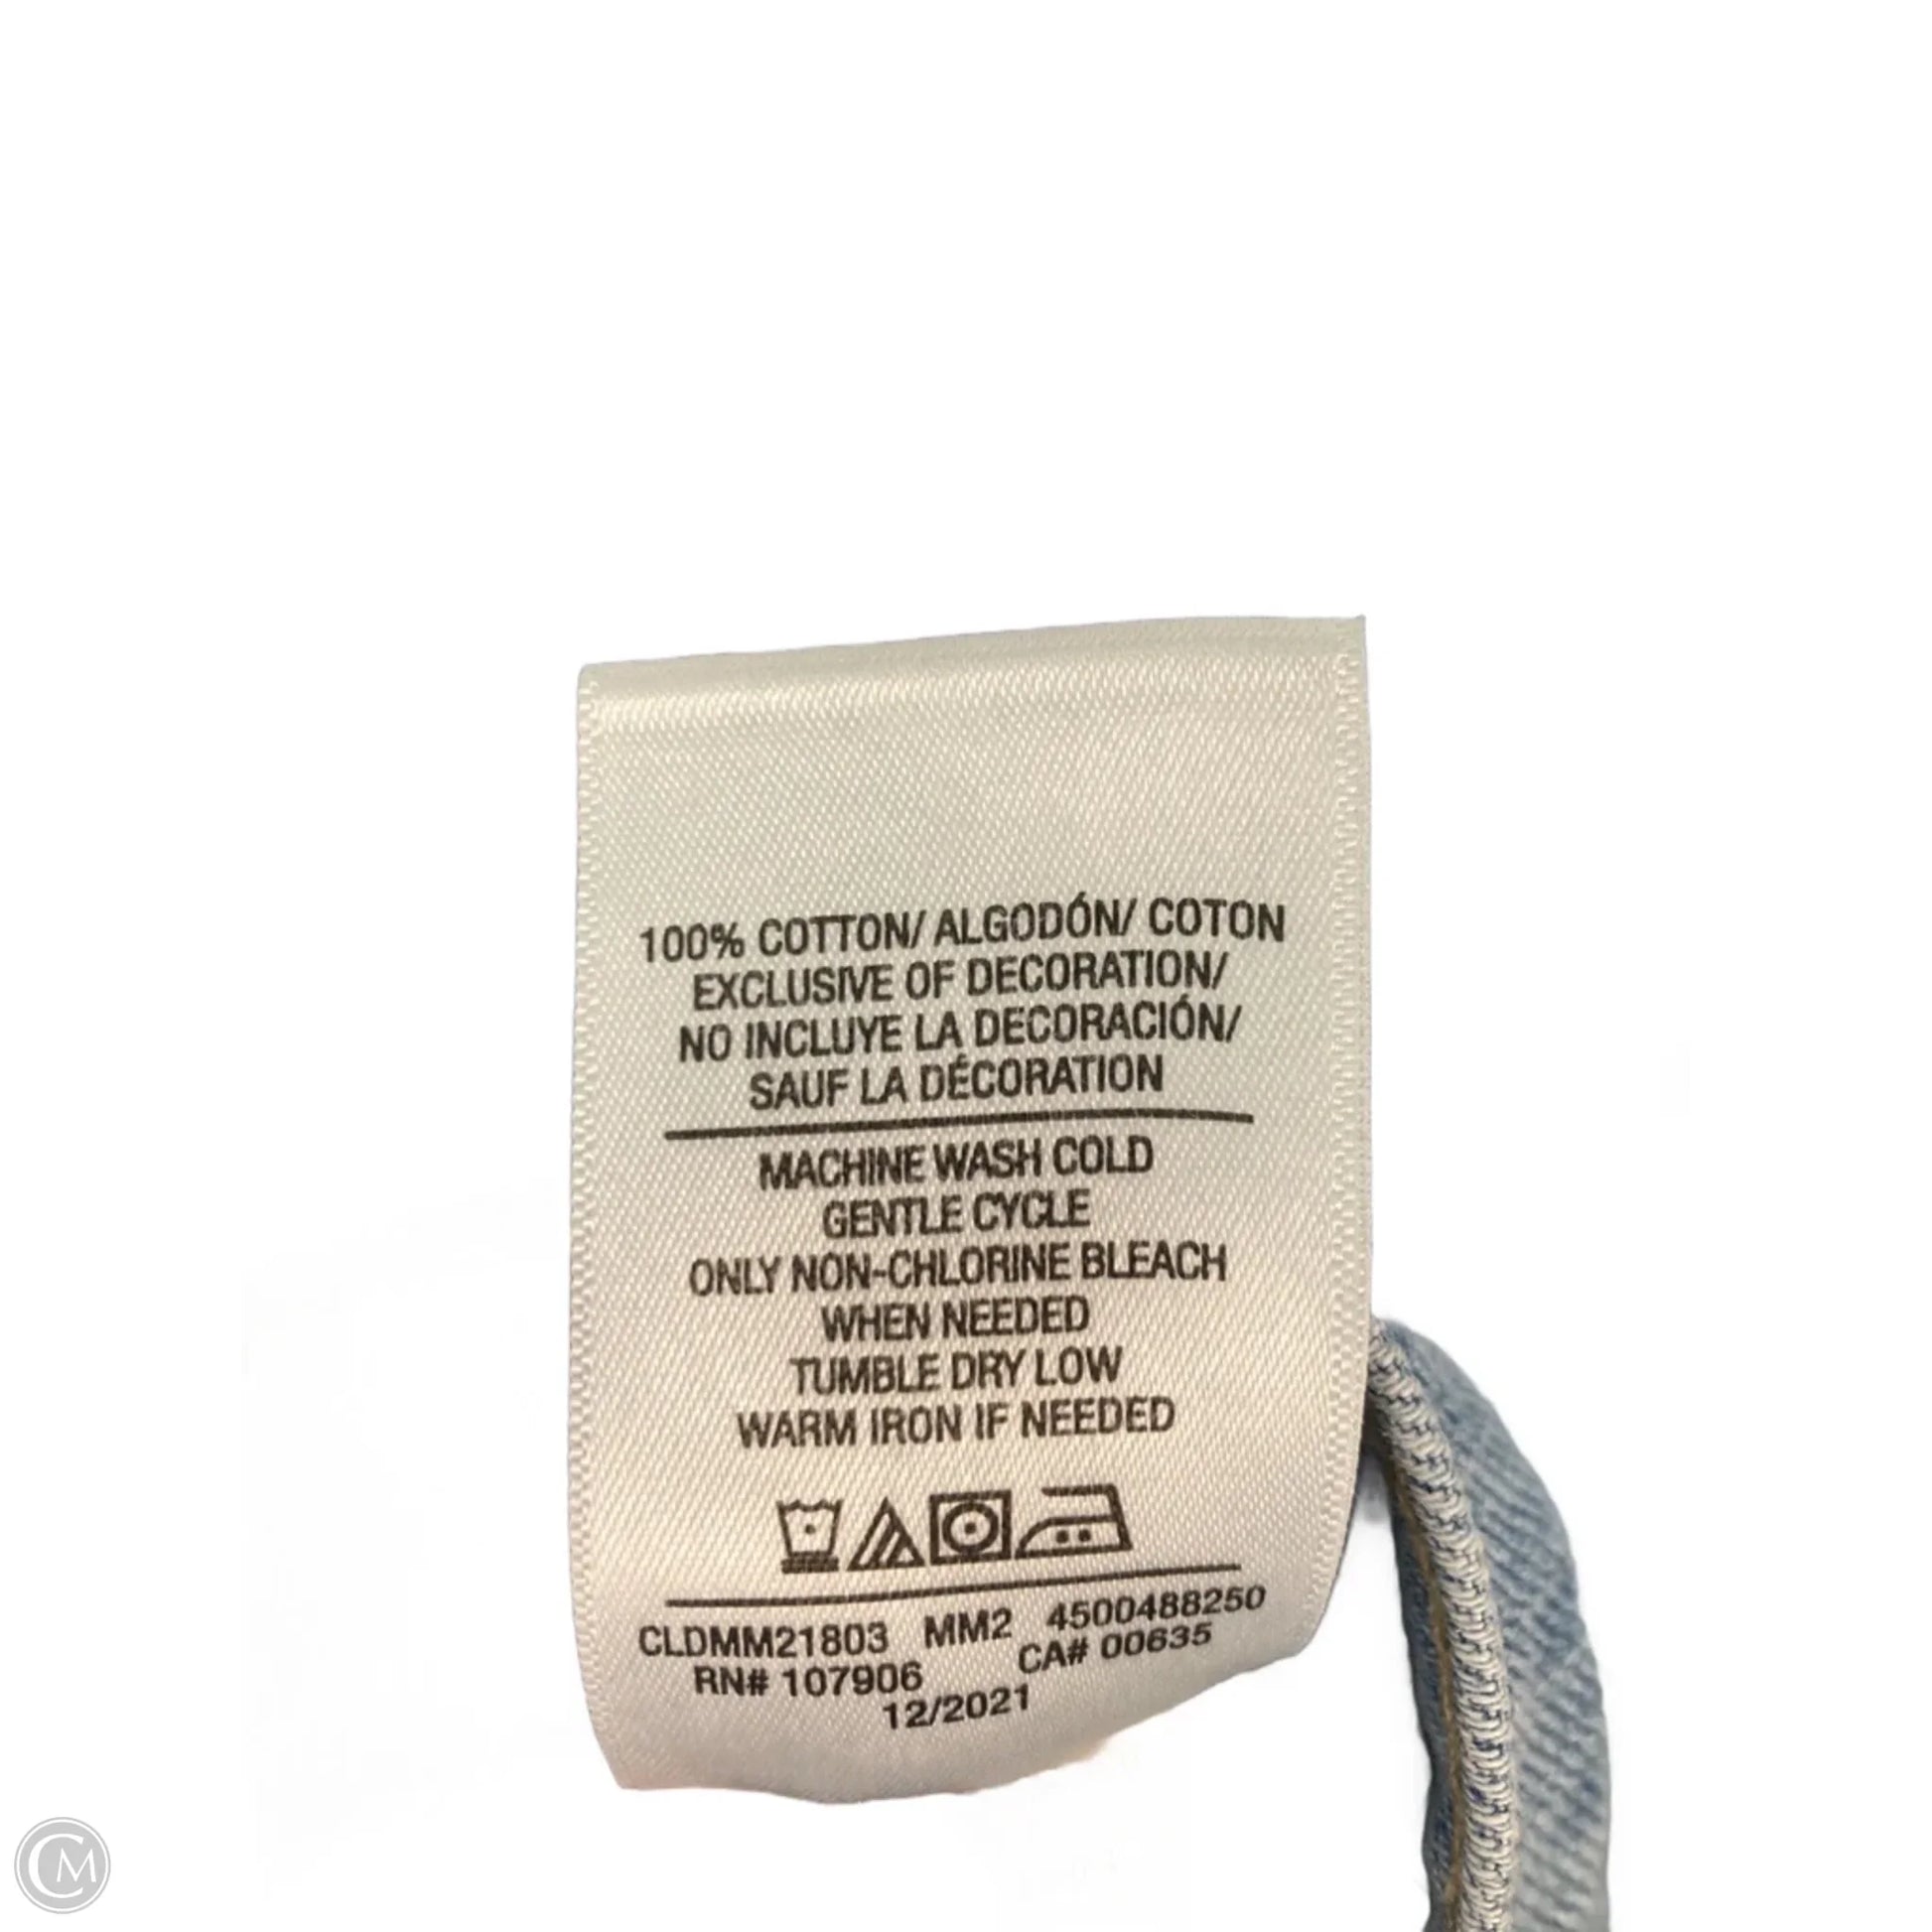 100% COTTON/ ALGODÓN/ COTON
EXCLUSIVE OF DECORATION/
NO INCLUYE LA DECORACIÓN/
SAUF LA DÉCORATION
MACHINE WASH COLD
GENTLE CYCLE
ONLY NON-CHLORINE BLEACH
WHEN NEEDED
TUMBLE DRY LOW
WARM IRON IF NEEDED
CLDMM21803 MM2 4500488250
RN# 107906 CA# 00635
12/2021
CM